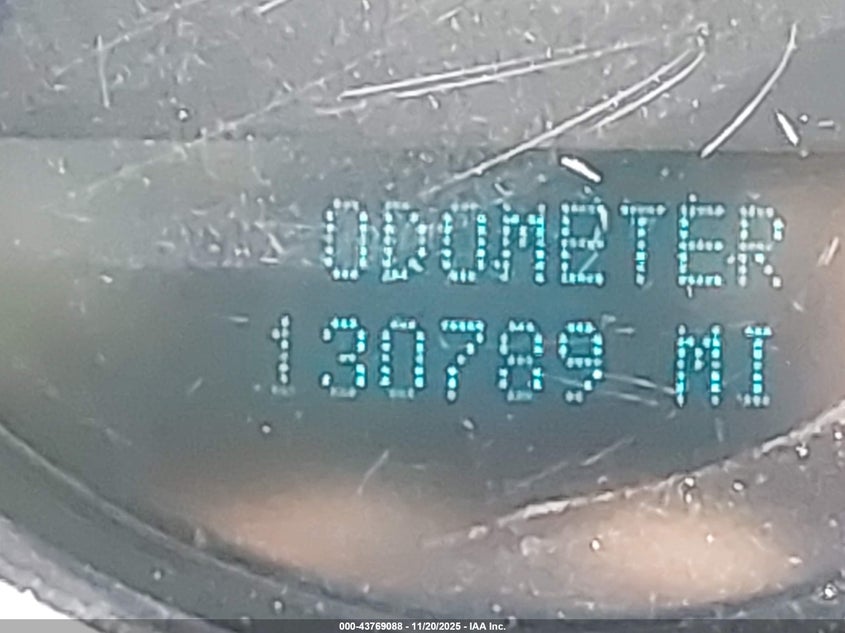 ODOMETER
130789 MI
000-43769088 - 11/20/2025 - IAA Inc.